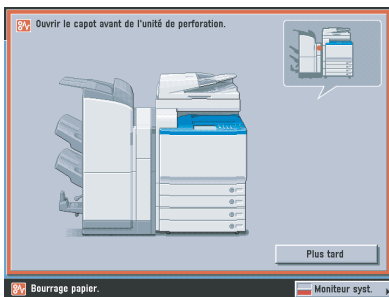 Ouvrir le capot avant de l'unité de perforation.
Plus tard
Bourrage papier.
Moniteur syst.